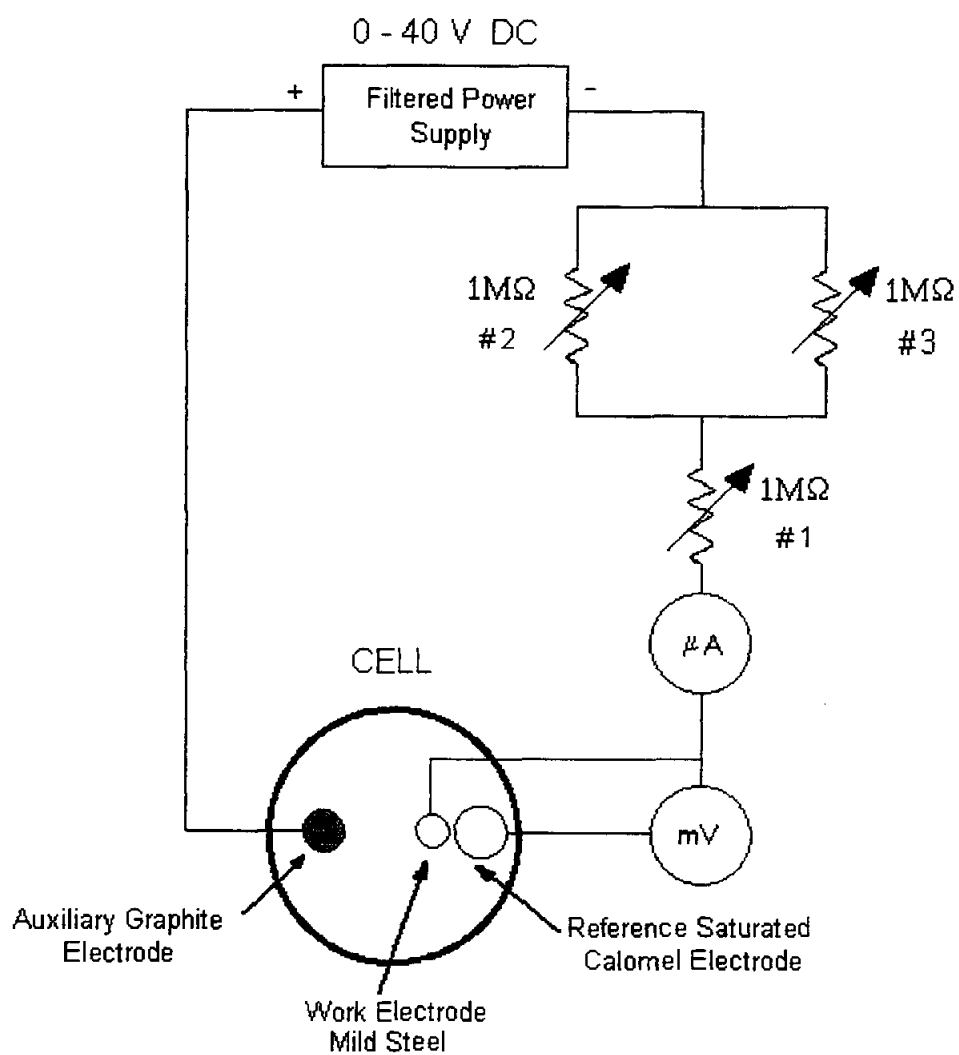 0 - 40 V DC
+
Filtered Power
Supply
-
1MΩ
#2
1MΩ
#3
1MΩ
#1
μA
CELL
mV
Auxiliary Graphite
Electrode
Reference Saturated
Calomel Electrode
Work Electrode
Mild Steel